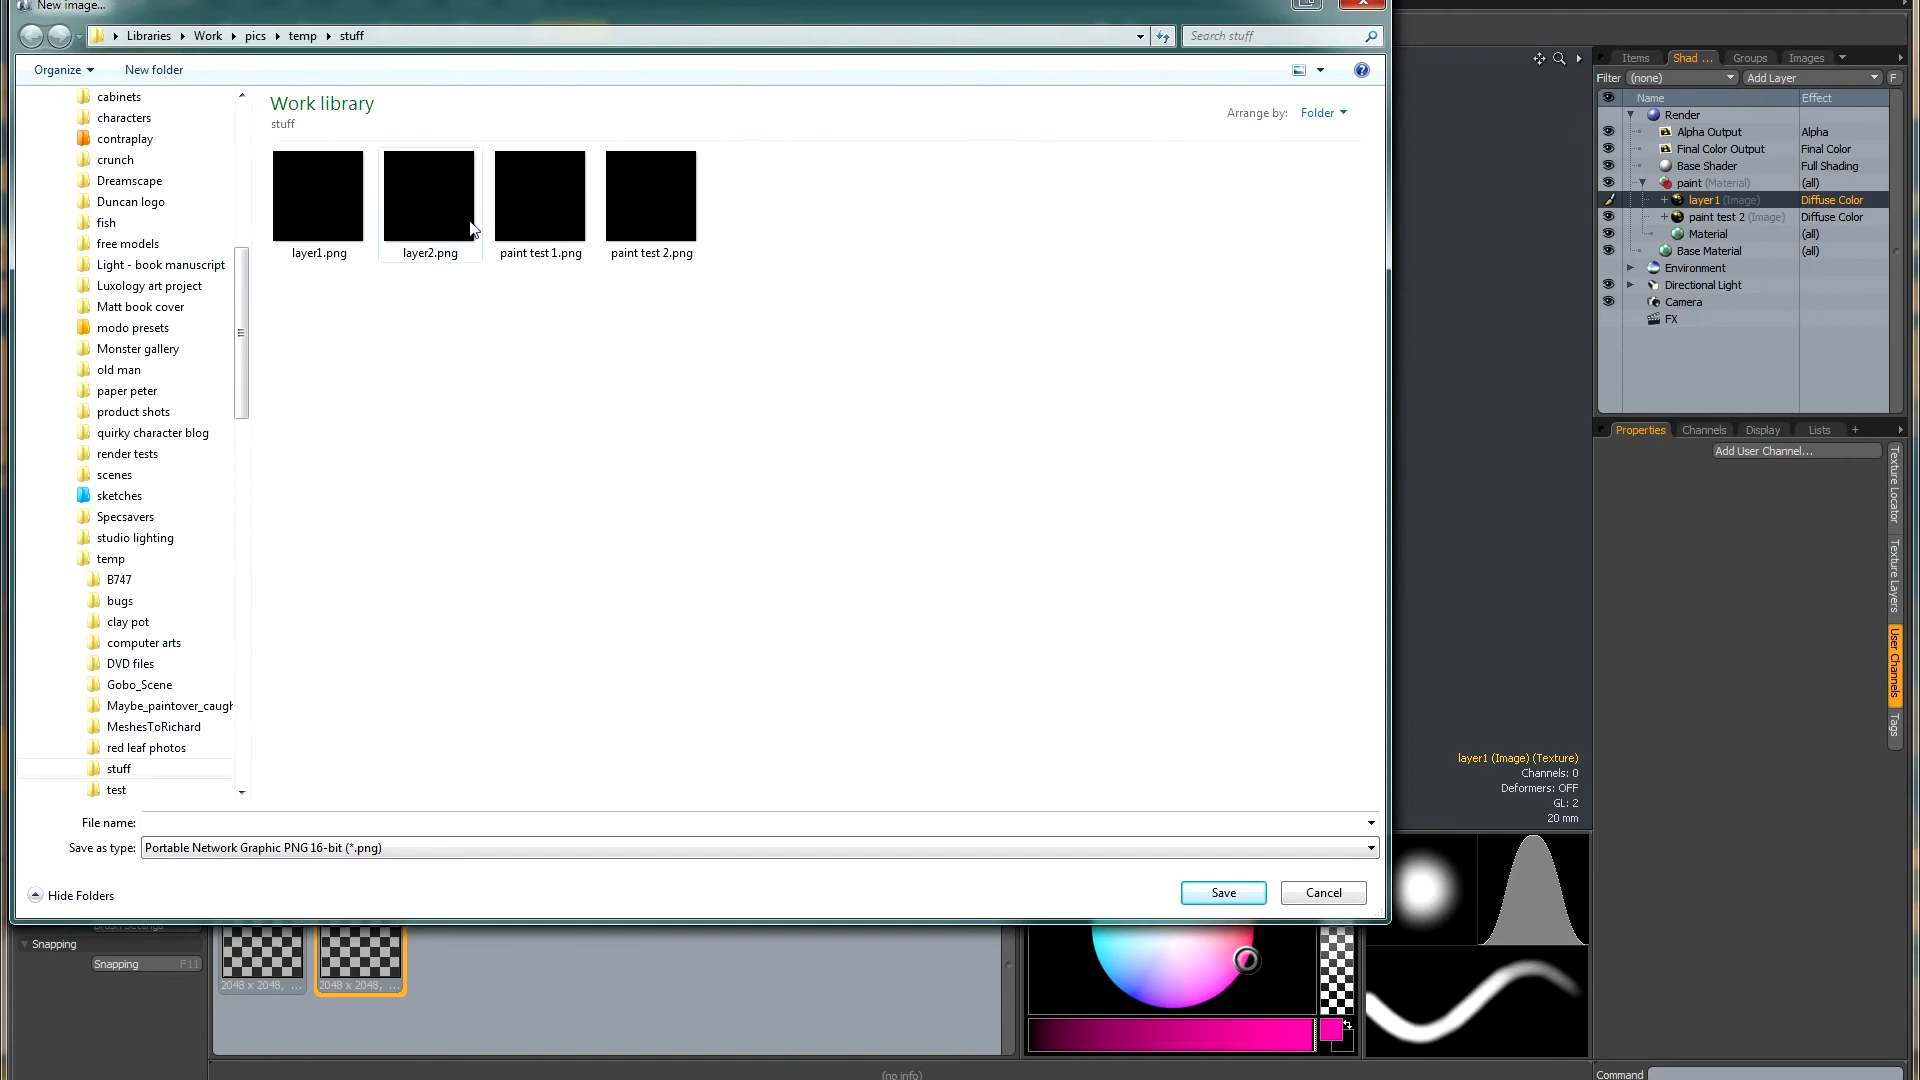 New image...
Libraries
Work
pics
temp
stuff
Search stuff
Organize
New folder
cabinets
characters
contraplay
crunch
Dreamscape
Duncan logo
fish
free models
Light - book manuscript
Luxology art project
Matt book cover
modo presets
Monster gallery
old man
paper peter
product shots
quirky character blog
render tests
scenes
sketches
Specsavers
studio lighting
temp
B747
bugs
clay pot
computer arts
DVD files
Gobo_Scene
Maybe_paintover_caugh
MeshesToRichard
red leaf photos
stuff
test
Work library
stuff
Arrange by: Folder
layer1.png
layer2.png
paint test 1.png
paint test 2.png
File name:
Save as type: Portable Network Graphic PNG 16-bit (*.png)
Hide Folders
Save
Cancel
Items
Shad ...
Groups
Images
Filter (none)
Add Layer
F
Name
Effect
Render
Alpha Output Alpha
Final Color Output Final Color
Base Shader Full Shading
paint (Material) (all)
layer1 (Image) Diffuse Color
paint test 2 (Image) Diffuse Color
Material (all)
Base Material (all)
Environment
Directional Light
Camera
FX
Properties
Channels
Display
Lists
+
Add User Channel...
Texture Locator
Texture Layers
User Channels
Tags
layer1 (Image) (Texture)
Channels: 0
Deformers: OFF
GL: 2
20 mm
Snapping
Snapping F11
2048 x 2048, ...
2048 x 2048, ...
(no info)
Command